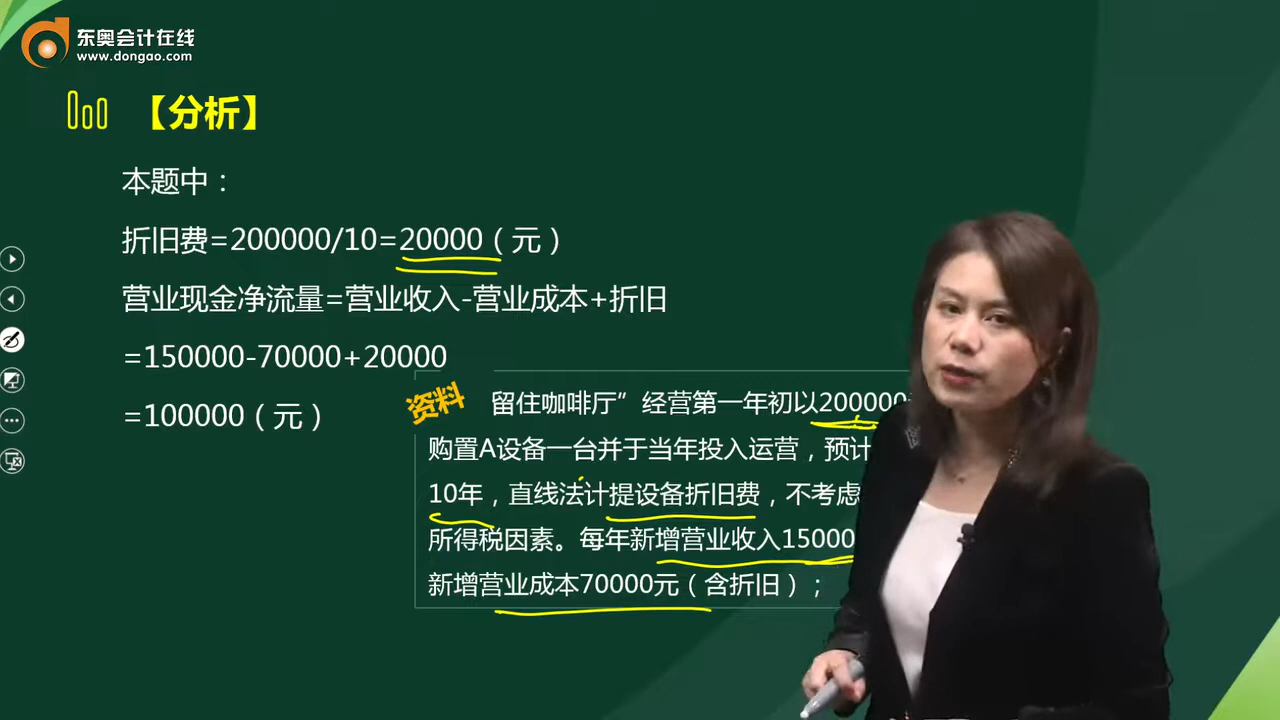 东奥会计在线
www.dongao.com
【分析】
本题中：
折旧费=200000/10=20000（元）
营业现金净流量=营业收入-营业成本+折旧
=150000-70000+20000
=100000（元）
资料
留住咖啡厅”经营第一年初以200000
购置A设备一台并于当年投入运营，预计
10年，直线法计提设备折旧费，不考虑
所得税因素。每年新增营业收入15000
新增营业成本70000元（含折旧）；